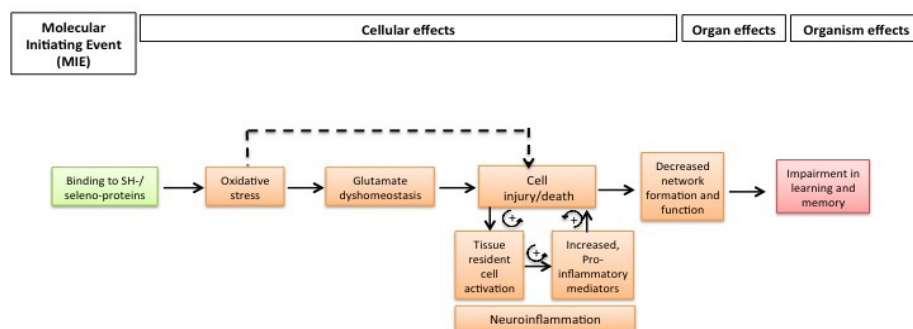 Molecular
Initiating Event
(MIE)
Cellular effects
Organ effects
Organism effects
Binding to SH-/
seleno-proteins
Oxidative
stress
Glutamate
dyshomeostasis
Cell
injury/death
Decreased
network
formation and
function
Impairment in
learning and
memory
+
+
+
Tissue
resident
cell
activation
Increased,
Pro-
inflammatory
mediators
Neuroinflammation